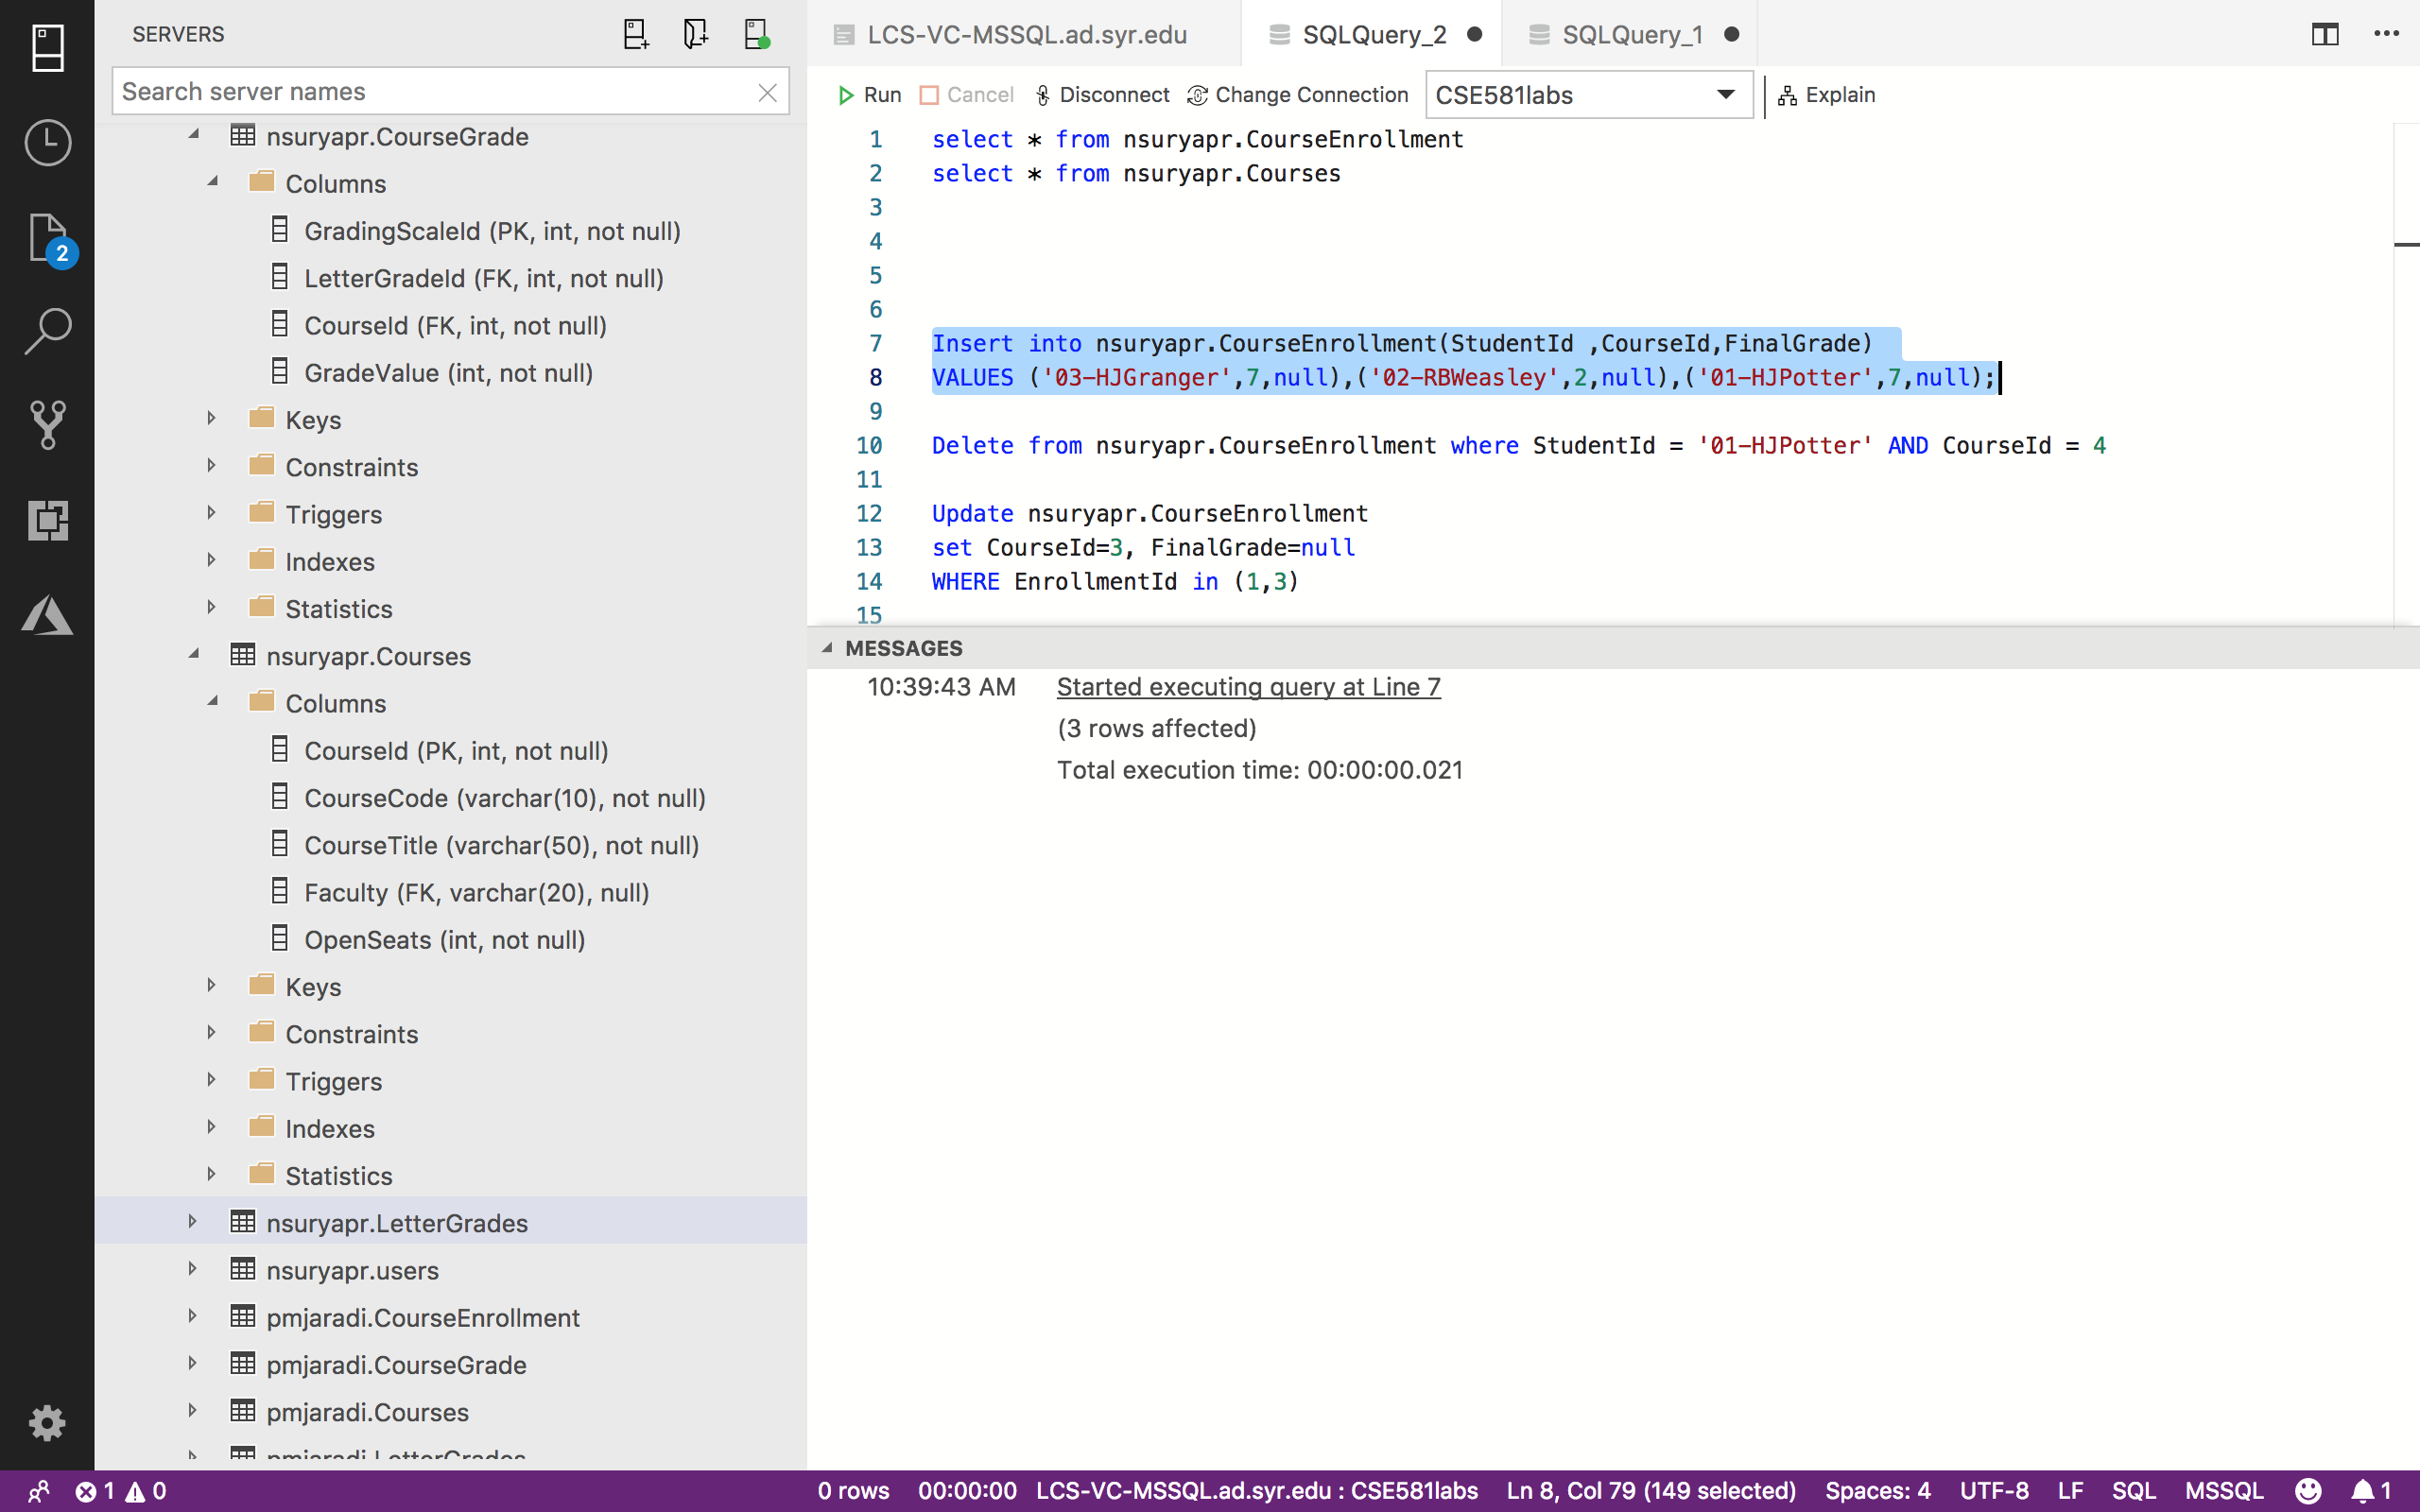 SERVERS
Search server names
nsuryapr.CourseGrade
Columns
GradingScaleId (PK, int, not null)
LetterGradeId (FK, int, not null)
CourseId (FK, int, not null)
GradeValue (int, not null)
Keys
Constraints
Triggers
Indexes
Statistics
nsuryapr.Courses
Columns
CourseId (PK, int, not null)
CourseCode (varchar(10), not null)
CourseTitle (varchar(50), not null)
Faculty (FK, varchar(20), null)
OpenSeats (int, not null)
Keys
Constraints
Triggers
Indexes
Statistics
nsuryapr.LetterGrades
nsuryapr.users
pmjaradi.CourseEnrollment
pmjaradi.CourseGrade
pmjaradi.Courses
pmjaradi.LetterGrades
2
LCS-VC-MSSQL.ad.syr.edu SQLQuery_2 SQLQuery_1
Run Cancel Disconnect Change Connection CSE581labs Explain
1 select * from nsuryapr.CourseEnrollment
2 select * from nsuryapr.Courses
3
4
5
6
7 Insert into nsuryapr.CourseEnrollment(StudentId ,CourseId,FinalGrade)
8 VALUES ('03-HJGranger',7,null),('02-RBWeasley',2,null),('01-HJPotter',7,null);
9
10 Delete from nsuryapr.CourseEnrollment where StudentId = '01-HJPotter' AND CourseId = 4
11
12 Update nsuryapr.CourseEnrollment
13 set CourseId=3, FinalGrade=null
14 WHERE EnrollmentId in (1,3)
15
MESSAGES
10:39:43 AM Started executing query at Line 7
(3 rows affected)
Total execution time: 00:00:00.021
1 0 0 rows 00:00:00 LCS-VC-MSSQL.ad.syr.edu : CSE581labs Ln 8, Col 79 (149 selected) Spaces: 4 UTF-8 LF SQL MSSQL 1